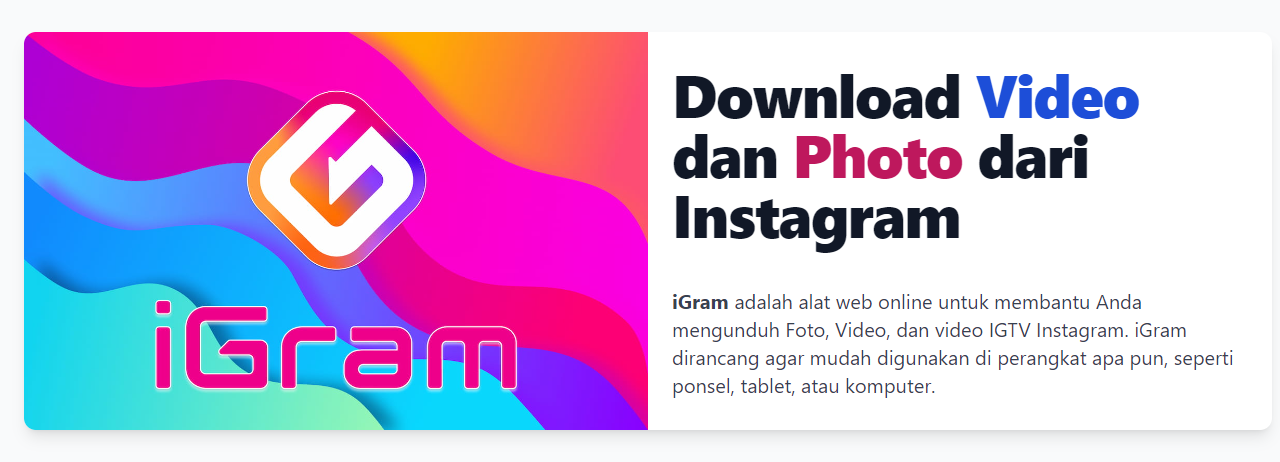 iGram
Download Video
dan Photo dari
Instagram
iGram adalah alat web online untuk membantu Anda
mengunduh Foto, Video, dan video IGTV Instagram. iGram
dirancang agar mudah digunakan di perangkat apa pun, seperti
ponsel, tablet, atau komputer.